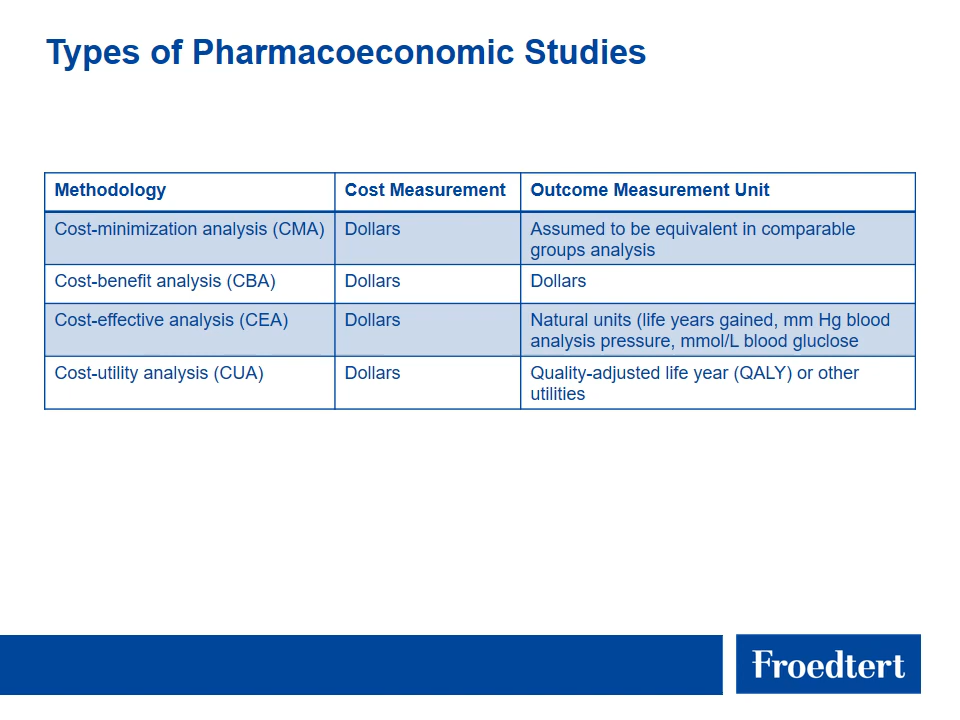 Types of Pharmacoeconomic Studies
Methodology
Cost Measurement
Outcome Measurement Unit
Cost-minimization analysis (CMA)
Dollars
Assumed to be equivalent in comparable
groups analysis
Cost-benefit analysis (CBA)
Dollars
Dollars
Cost-effective analysis (CEA)
Dollars
Natural units (life years gained, mm Hg blood
analysis pressure, mmol/L blood gluclose
Cost-utility analysis (CUA)
Dollars
Quality-adjusted life year (QALY) or other
utilities
Froedtert